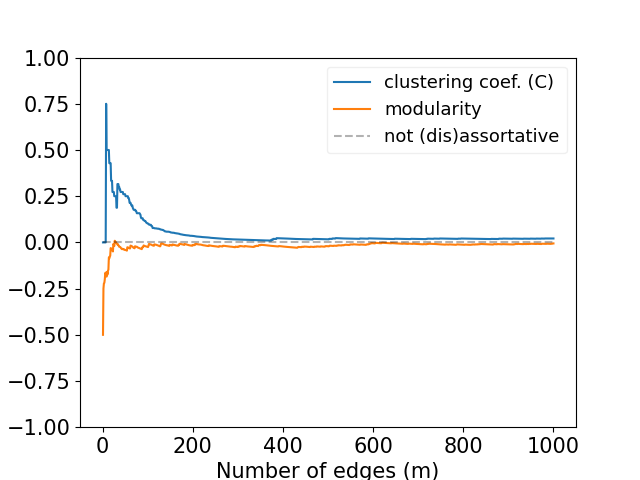 1.00
0.75
0.50
0.25
0.00
−0.25
−0.50
−0.75
−1.00
clustering coef. (C)
modularity
not (dis)assortative
0 200 400 600 800 1000
Number of edges (m)